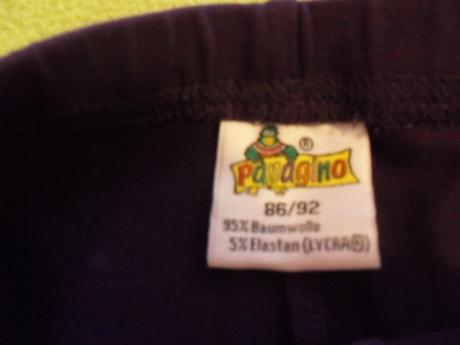 ®
Papagino
86/92
95% Baumwolle
5% Elastan (LYCRA®)